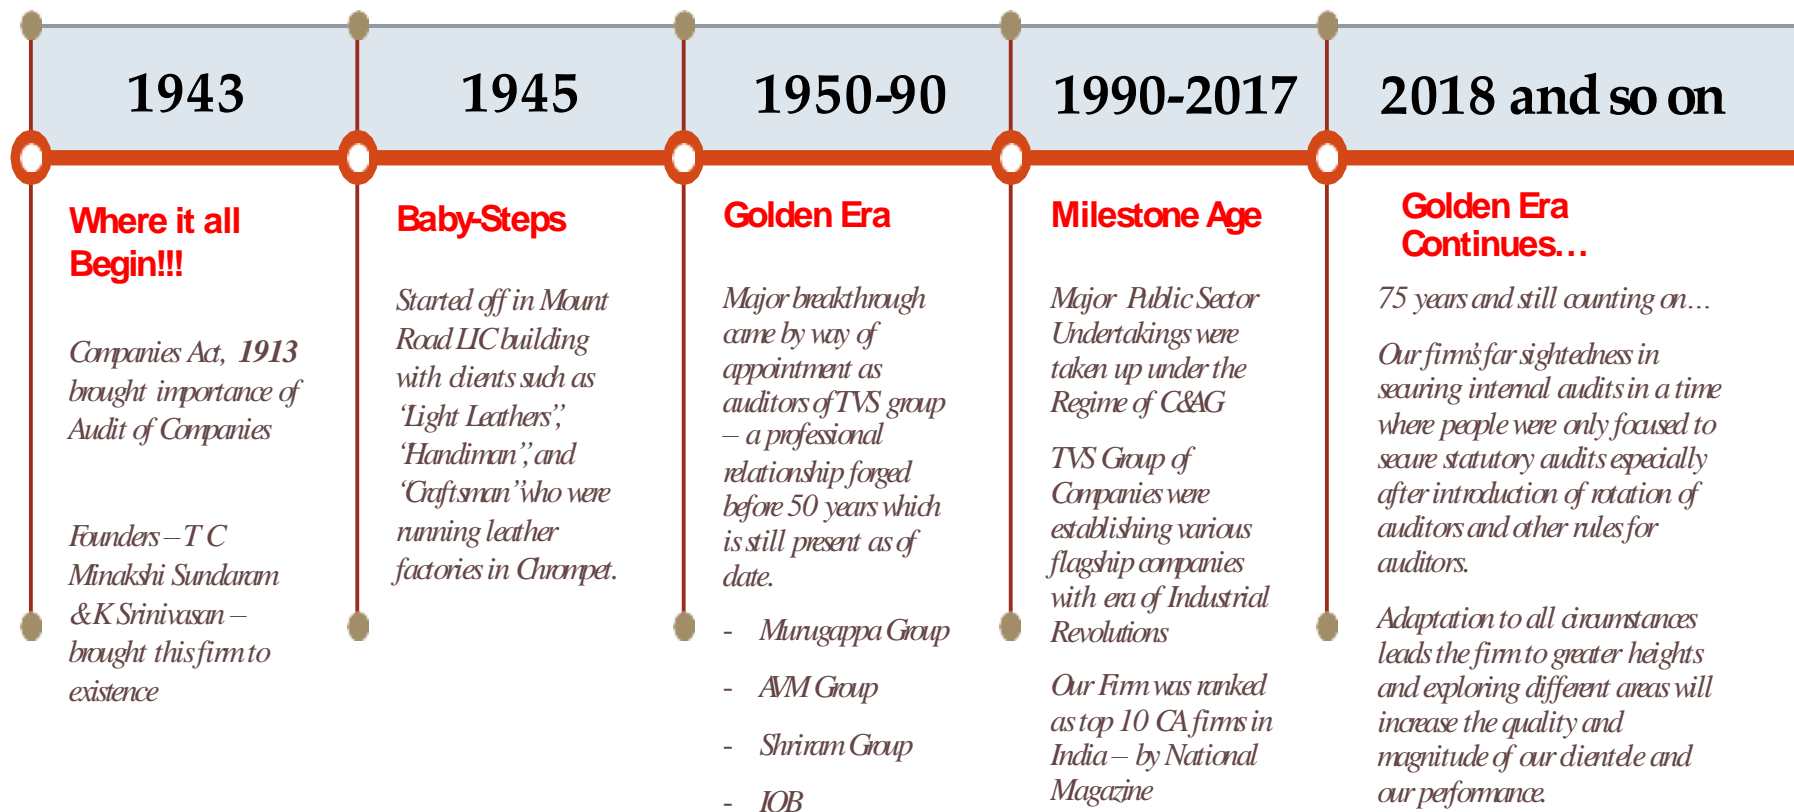 1943
1945
1950-90
1990-2017
2018 and so on
Where it all
Begin!!!
Companies Act, 1913
brought importance of
Audit of Companies
Founders – T C
Minakshi Sundaram
& K Srinivasan –
brought this firm to
existence
Baby-Steps
Started off in Mount
Road LIC building
with clients such as
“Light Leathers”,
“Handiman”, and
“Craftsman” who were
running leather
factories in Chrompet.
Golden Era
Major breakthrough
came by way of
appointment as
auditors of TVS group
– a professional
relationship forged
before 50 years which
is still present as of
date.
- Murugappa Group
- AVM Group
- Shriram Group
- IOB
Milestone Age
Major Public Sector
Undertakings were
taken up under the
Regime of C&AG
TVS Group of
Companies were
establishing various
flagship companies
with era of Industrial
Revolutions
Our Firm was ranked
as top 10 CA firms in
India – by National
Magazine
Golden Era
Continues…
75 years and still counting on…
Our firm's far sightedness in
securing internal audits in a time
where people were only focused to
secure statutory audits especially
after introduction of rotation of
auditors and other rules for
auditors.
Adaptation to all circumstances
leads the firm to greater heights
and exploring different areas will
increase the quality and
magnitude of our clientele and
our performance.